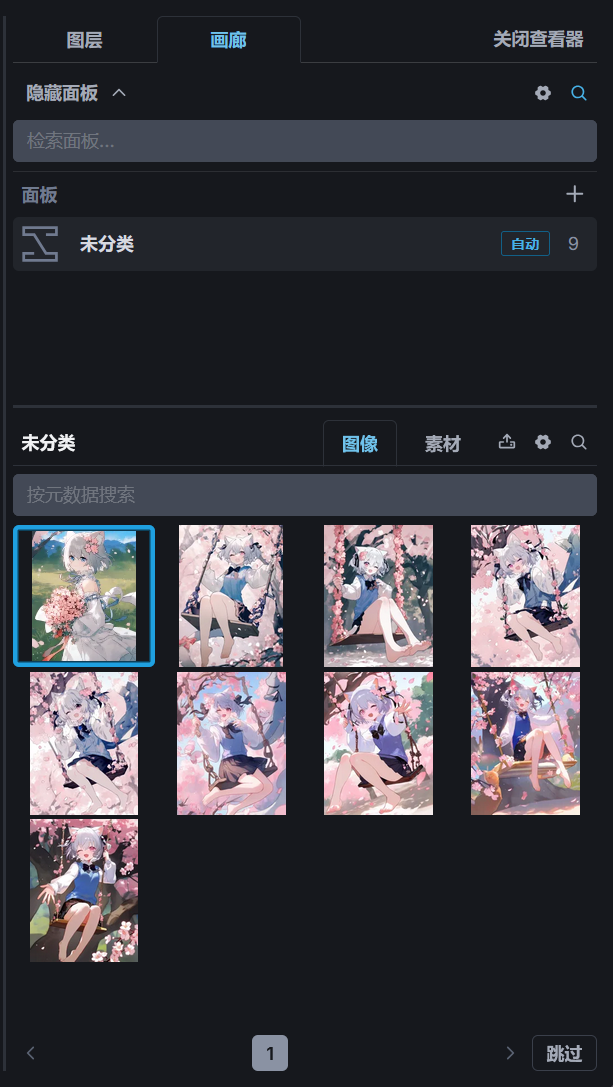 图层 画廊 关闭查看器
隐藏面板
检索面板...
面板
未分类 自动 9
未分类 图像 素材
按元数据搜索
1 跳过